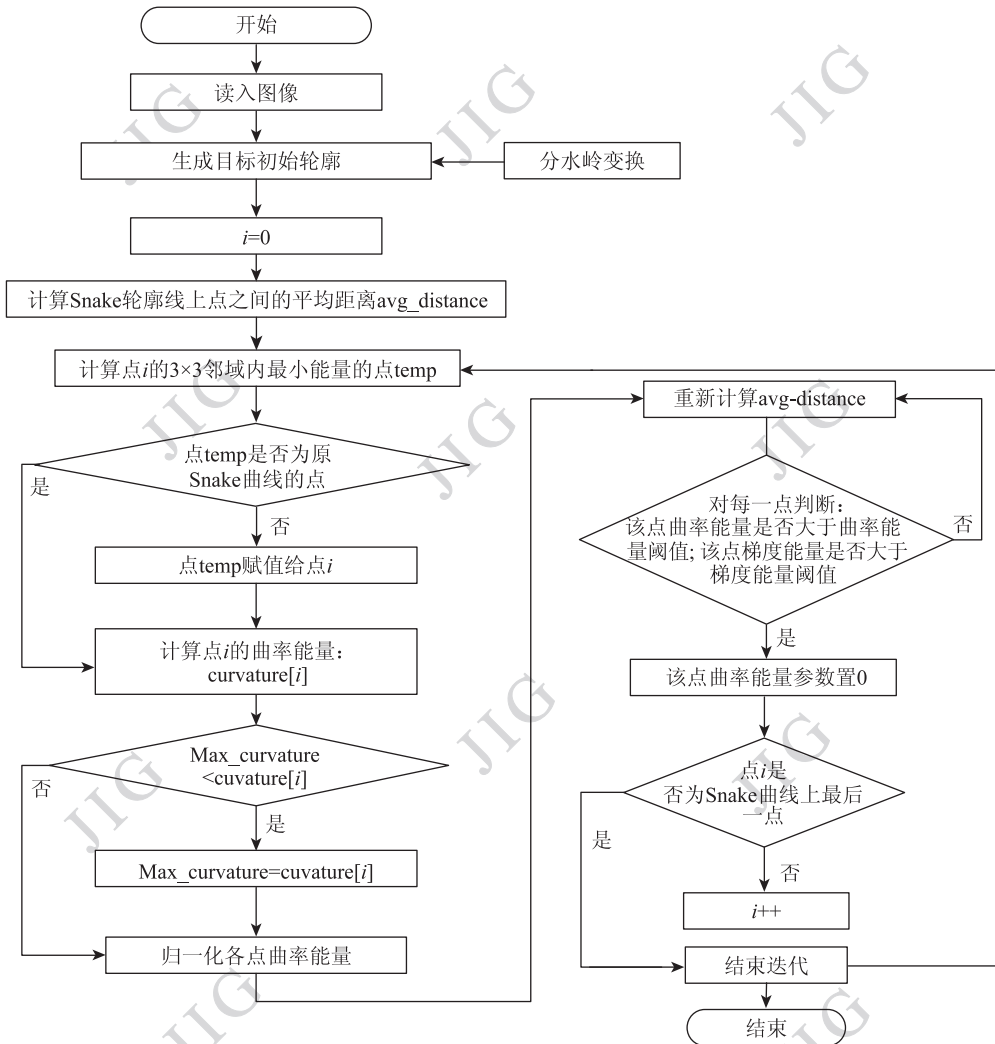 开始
读入图像
生成目标初始轮廓
分水岭变换
i=0
计算Snake轮廓线上点之间的平均距离avg_distance
计算点i的3×3邻域内最小能量的点temp
点temp是否为原
Snake曲线的点
是
否
点temp赋值给点i
计算点i的曲率能量：
curvature[i]
Max_curvature
<cuvature[i]
否
是
Max_curvature=cuvature[i]
归一化各点曲率能量
重新计算avg-distance
对每一点判断：
该点曲率能量是否大于曲率能
量阈值; 该点梯度能量是否大于
梯度能量阈值
否
是
该点曲率能量参数置0
点i是
否为Snake曲线上最后
一点
是
否
i++
结束迭代
结束
JIG
JIG
JIG
JIG
JIG
JIG
JIG
JIG
JIG
JIG
JIG